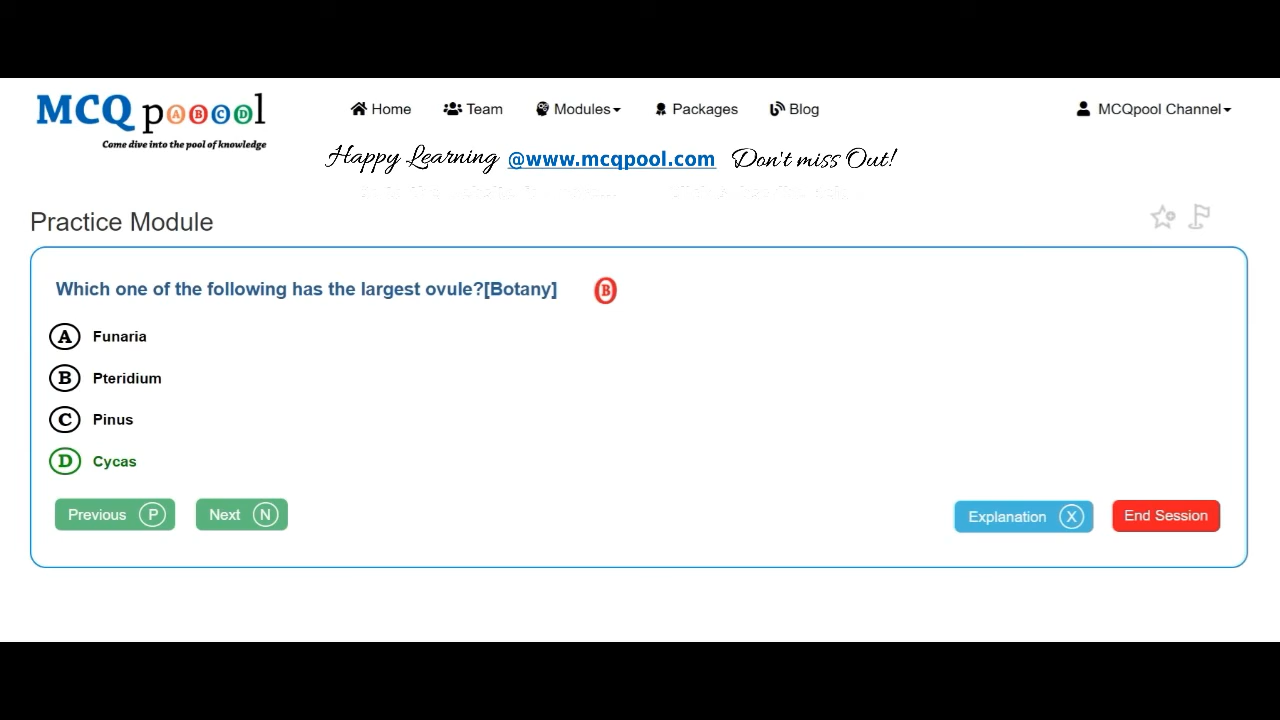 MCQ pooool
Come dive into the pool of knowledge
Home Team Modules Packages Blog MCQpool Channel
Happy Learning @www.mcqpool.com Don't miss Out!
Practice Module
Which one of the following has the largest ovule?[Botany] B
A Funaria
B Pteridium
C Pinus
D Cycas
Previous P Next N Explanation X End Session